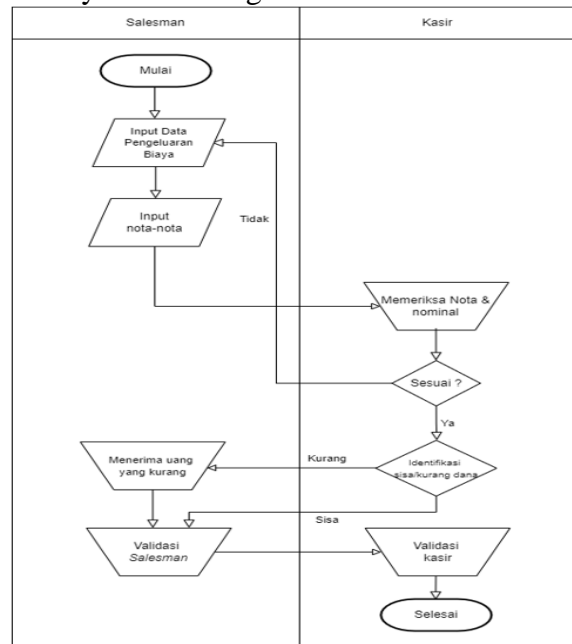 Salesman
Kasir
Mulai
Input Data
Pengeluaran
Biaya
Input
nota-nota
Tidak
Memeriksa Nota &
nominal
Sesuai ?
Ya
Identifikasi
sisa/kurang dana
Kurang
Menerima uang
yang kurang
Sisa
Validasi
Salesman
Validasi
kasir
Selesai